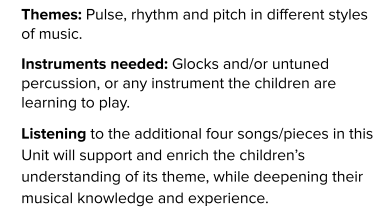 Themes: Pulse, rhythm and pitch in different styles
of music.
Instruments needed: Glocks and/or untuned
percussion, or any instrument the children are
learning to play.
Listening to the additional four songs/pieces in this
Unit will support and enrich the children's
understanding of its theme, while deepening their
musical knowledge and experience.